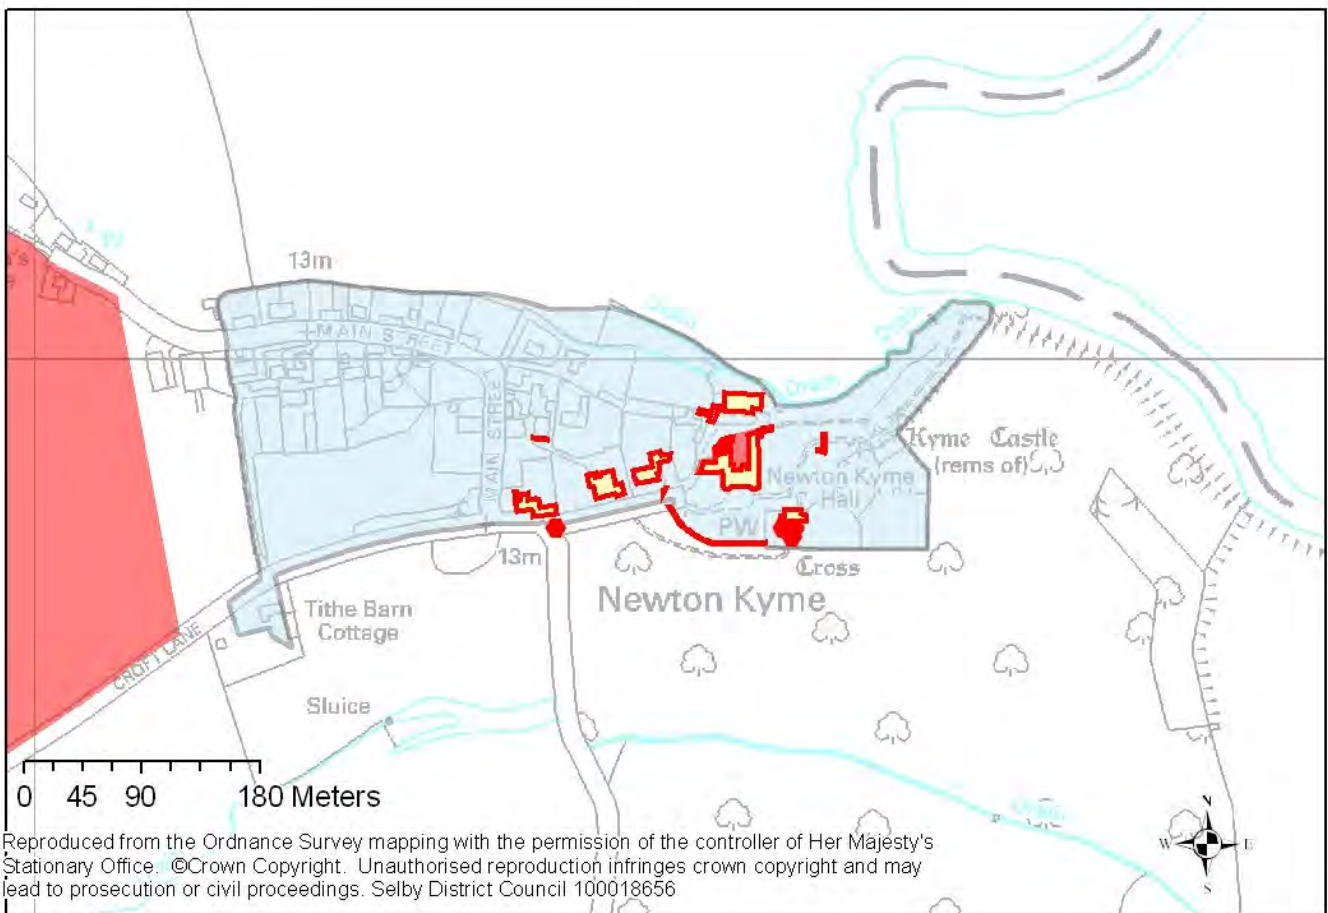 13m
MAIN STREET
Drain
Drain
Drain
MAIN STREET
Kyme Castle
(rems of)
Newton Kyme
Hall
PW
13m
Cross
Newton Kyme
Tithe Barn
Cottage
CROFT LANE
Sluice
0 45 90 180 Meters
Drain
N
W E
S
Reproduced from the Ordnance Survey mapping with the permission of the controller of Her Majesty's
Stationary Office. ©Crown Copyright. Unauthorised reproduction infringes crown copyright and may
lead to prosecution or civil proceedings. Selby District Council 100018656